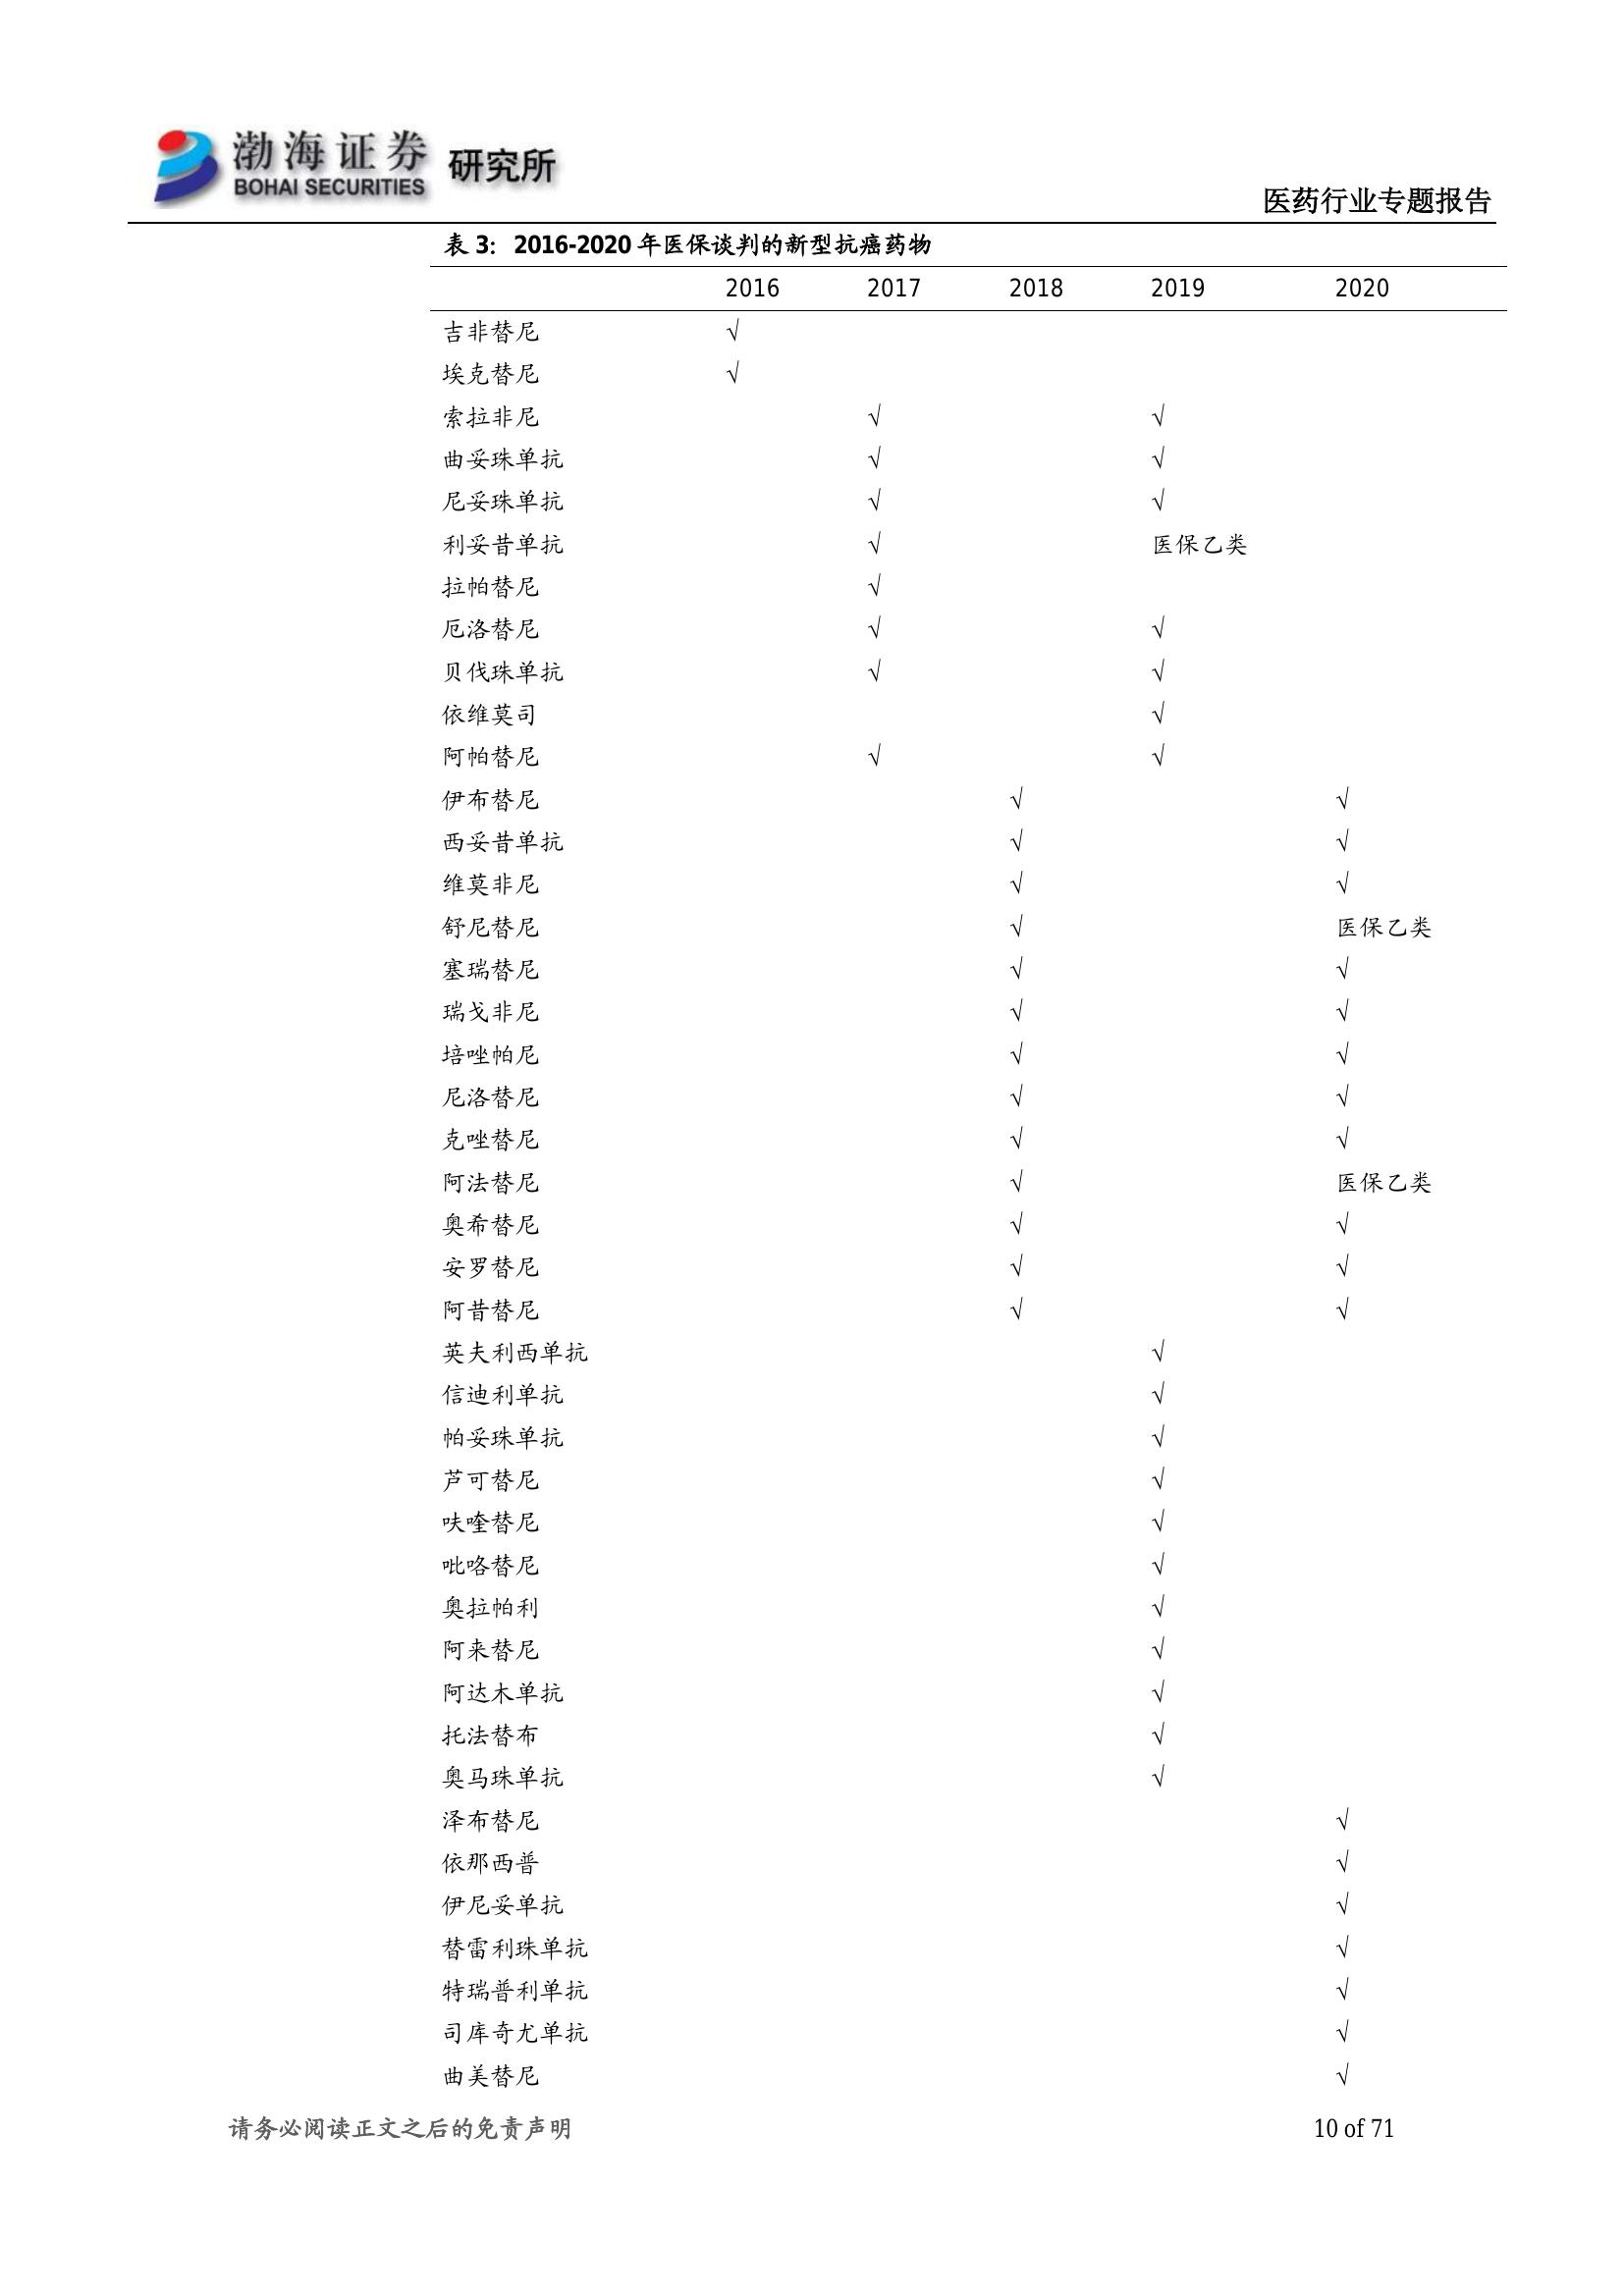 渤海证券 研究所
BOHAI SECURITIES
医药行业专题报告
表 3：2016-2020 年医保谈判的新型抗癌药物
2016 2017 2018 2019 2020
吉非替尼 √
埃克替尼 √
索拉非尼 √ √
曲妥珠单抗 √ √
尼妥珠单抗 √ √
利妥昔单抗 √ 医保乙类
拉帕替尼 √
厄洛替尼 √ √
贝伐珠单抗 √ √
依维莫司 √
阿帕替尼 √ √
伊布替尼 √ √
西妥昔单抗 √ √
维莫非尼 √ √
舒尼替尼 √ 医保乙类
塞瑞替尼 √ √
瑞戈非尼 √ √
培唑帕尼 √ √
尼洛替尼 √ √
克唑替尼 √ √
阿法替尼 √ 医保乙类
奥希替尼 √ √
安罗替尼 √ √
阿昔替尼 √ √
英夫利西单抗 √
信迪利单抗 √
帕妥珠单抗 √
芦可替尼 √
呋喹替尼 √
吡咯替尼 √
奥拉帕利 √
阿来替尼 √
阿达木单抗 √
托法替布 √
奥马珠单抗 √
泽布替尼 √
依那西普 √
伊尼妥单抗 √
替雷利珠单抗 √
特瑞普利单抗 √
司库奇尤单抗 √
曲美替尼 √
请务必阅读正文之后的免责声明 10 of 71